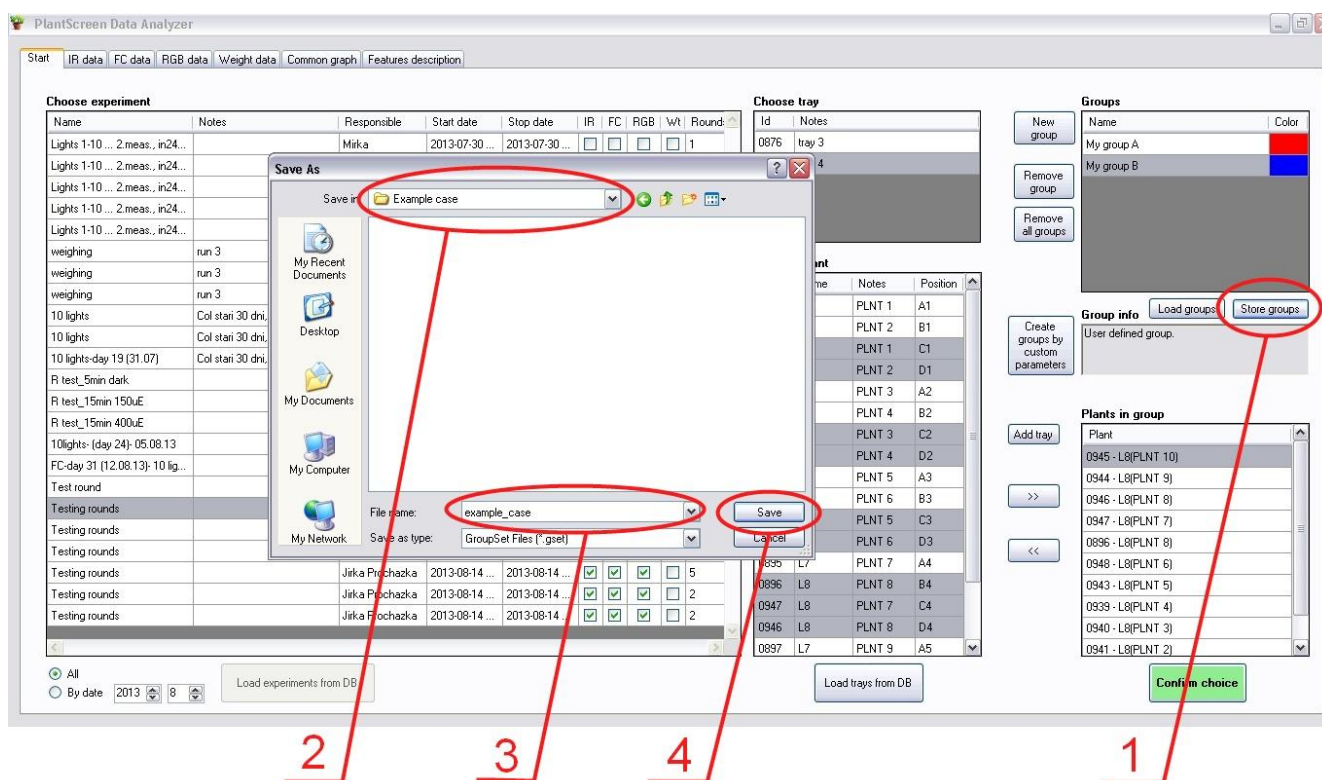 PlantScreen Data Analyzer
Start IR data FC data RGB data Weight data Common graph Features description
Choose experiment
Name Notes Responsible Start date Stop date IR FC RGB Wt Round
Lights 1-10 ... 2.meas., in24... Mirka 2013-07-30 ... 2013-07-30 ... 1
Lights 1-10 ... 2.meas., in24...
Lights 1-10 ... 2.meas., in24...
Lights 1-10 ... 2.meas., in24...
Lights 1-10 ... 2.meas., in24...
weighing run 3
weighing run 3
weighing run 3
10 lights Col stari 30 dni,
10 lights Col stari 30 dni,
10 lights-day 19 (31.07) Col stari 30 dni,
R test_5min dark
R test_15min 150uE
R test_15min 400uE
10lights- (day 24)- 05.08.13
FC-day 31 (12.08.13)- 10 lig...
Test round
Testing rounds
Testing rounds
Testing rounds
Testing rounds Jirka Prochazka 2013-08-14 ... 2013-08-14 ... 5
Testing rounds Jirka Prochazka 2013-08-14 ... 2013-08-14 ... 2
Testing rounds Jirka Prochazka 2013-08-14 ... 2013-08-14 ... 2
All
By date 2013 8
Load experiments from DB
Save As
Save in: Example case
My Recent
Documents
Desktop
My Documents
My Computer
My Network
File name: example_case
Save as type: GroupSet Files (*.gset)
Save
Cancel
Choose tray
Id Notes
0876 tray 3
4
Notes Position
PLNT 1 A1
PLNT 2 B1
PLNT 1 C1
PLNT 2 D1
PLNT 3 A2
PLNT 4 B2
PLNT 3 C2
PLNT 4 D2
PLNT 5 A3
PLNT 6 B3
PLNT 5 C3
PLNT 6 D3
0895 L7 PLNT 7 A4
0896 L8 PLNT 8 B4
0947 L8 PLNT 7 C4
0946 L8 PLNT 8 D4
0897 L7 PLNT 9 A5
Load trays from DB
New
group
Remove
group
Remove
all groups
Create
groups by
custom
parameters
Add tray
>>
<<
Groups
Name Color
My group A
My group B
Group info Load groups Store groups
User defined group.
Plants in group
Plant
0945 - L8(PLNT 10)
0944 - L8(PLNT 9)
0946 - L8(PLNT 8)
0947 - L8(PLNT 7)
0896 - L8(PLNT 8)
0948 - L8(PLNT 6)
0943 - L8(PLNT 5)
0939 - L8(PLNT 4)
0940 - L8(PLNT 3)
0941 - L8(PLNT 2)
Confirm choice
2 3 4 1